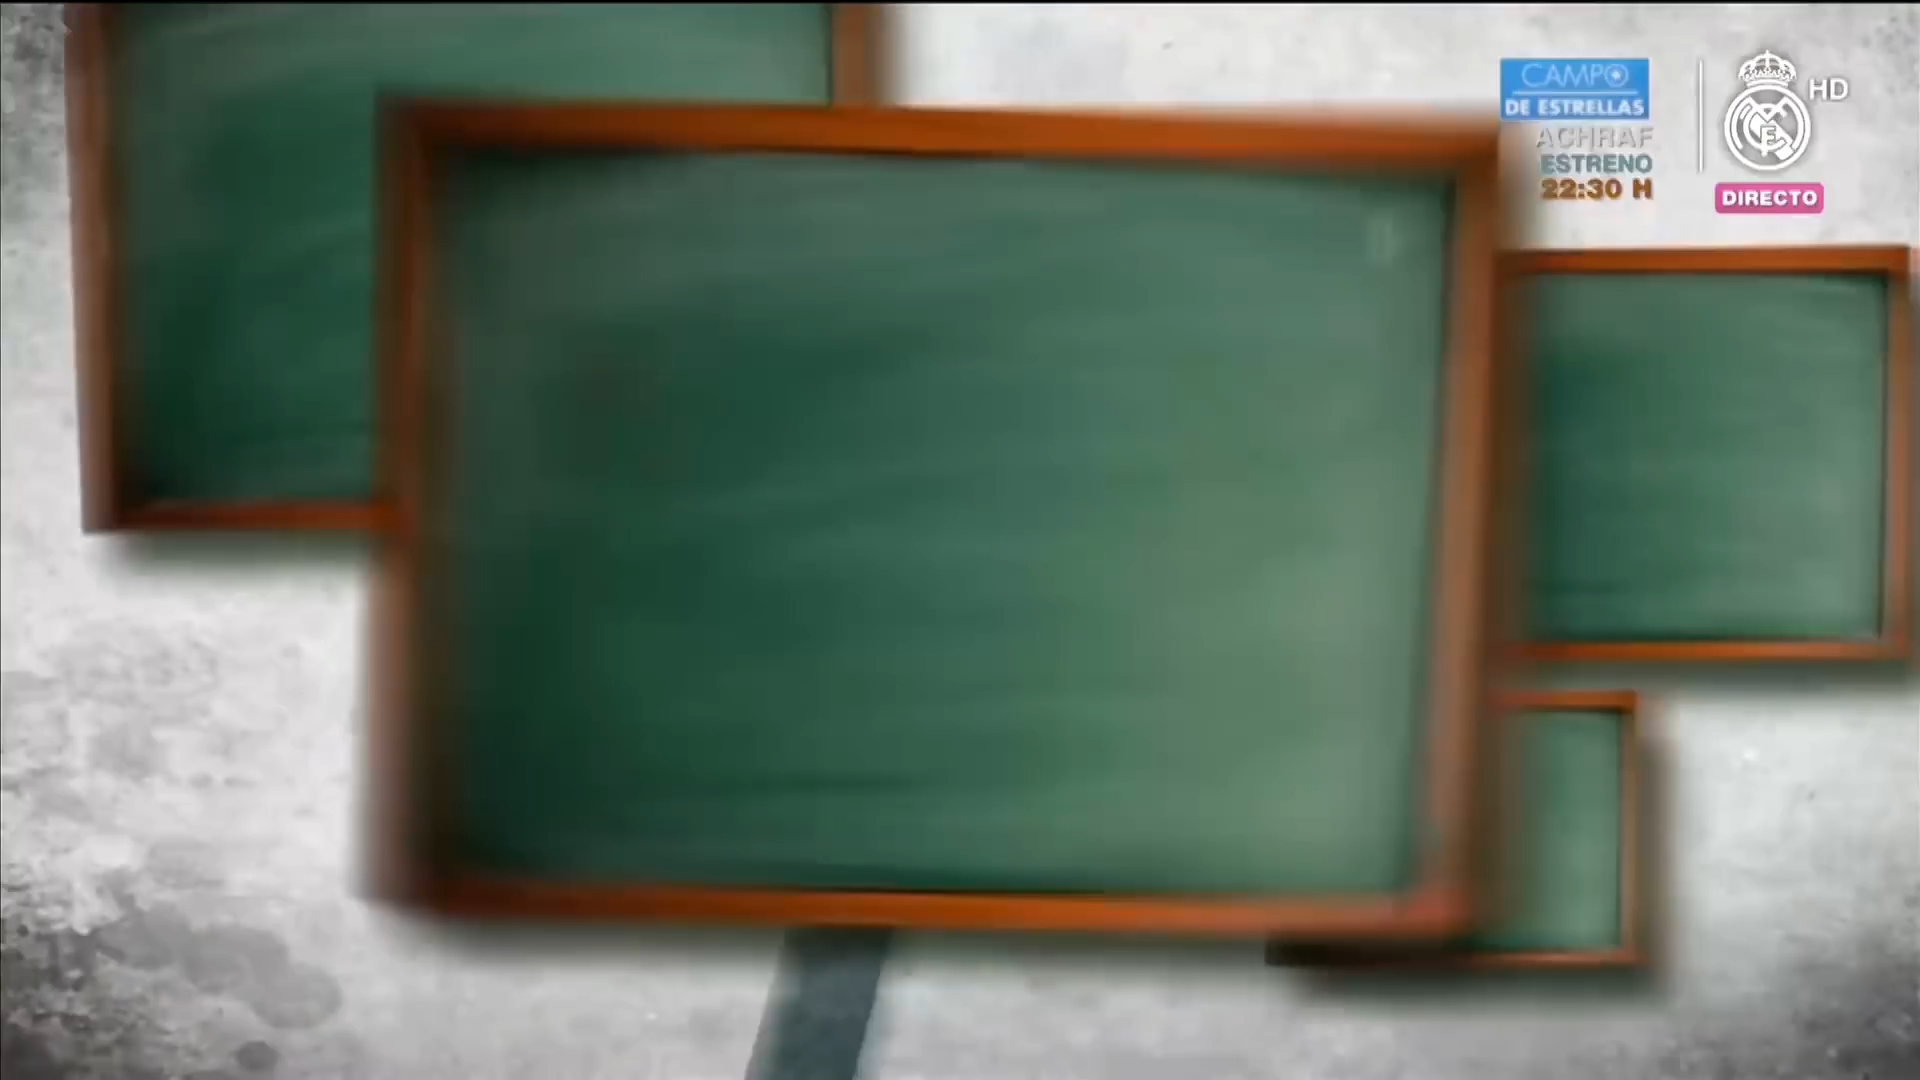 CAMPO
DE ESTRELLAS
ACHRAF
ESTRENO
22:30 H
HD
DIRECTO